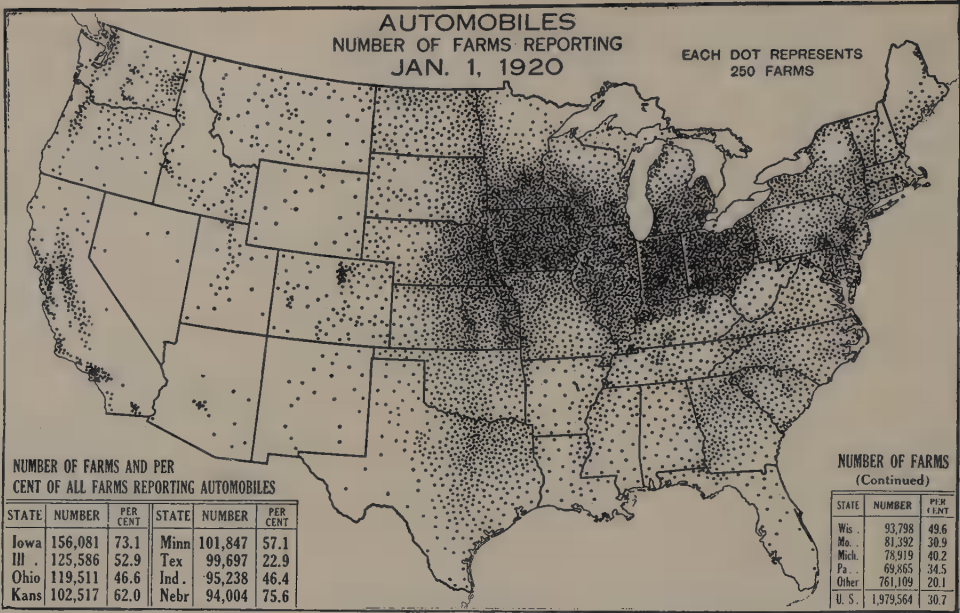 AUTOMOBILES
NUMBER OF FARMS REPORTING
JAN. 1, 1920
EACH DOT REPRESENTS
250 FARMS
NUMBER OF FARMS AND PER
CENT OF ALL FARMS REPORTING AUTOMOBILES
STATE NUMBER PER CENT STATE NUMBER PER CENT
Iowa 156,081 73.1 Minn 101,847 57.1
Ill . 125,586 52.9 Tex 99,697 22.9
Ohio 119,511 46.6 Ind . 95,238 46.4
Kans 102,517 62.0 Nebr 94,004 75.6
NUMBER OF FARMS
(Continued)
STATE NUMBER PER CENT
Wis . 93,798 49.6
Mo. . 81,392 30.9
Mich. 78,919 40.2
Pa. . . 69,865 34.5
Other 761,109 20.1
U. S. 1,979,564 30.7